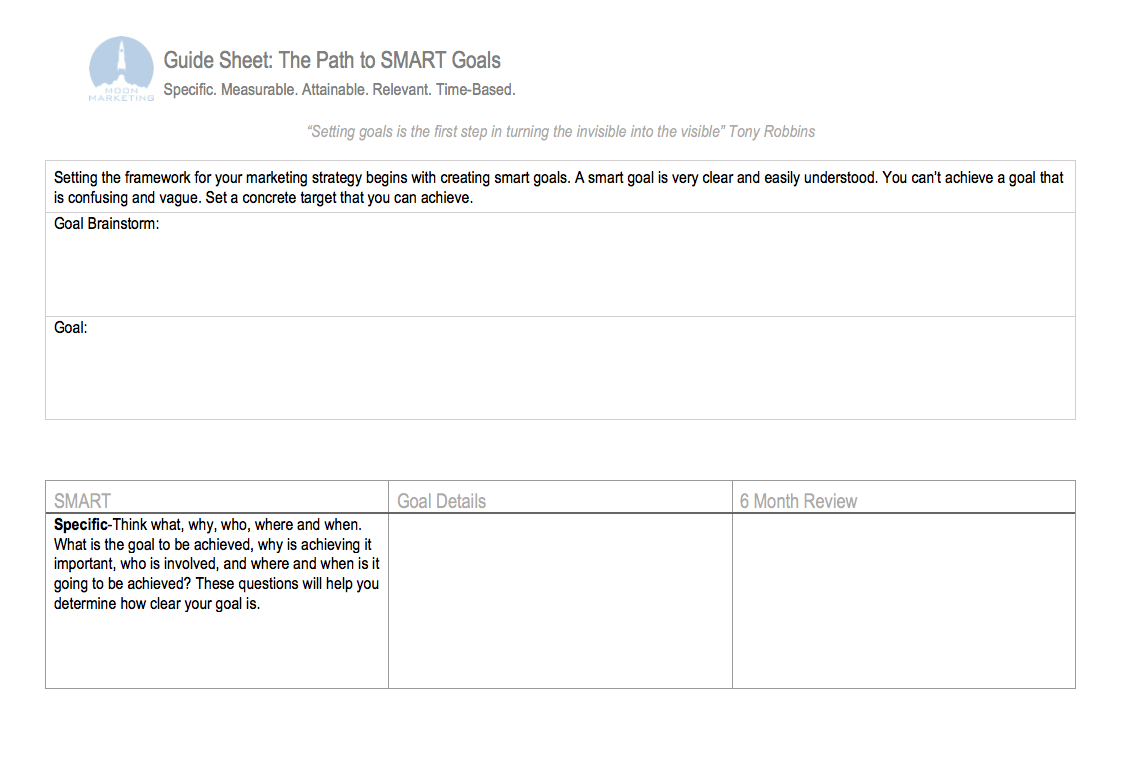 MOON
MARKETING
Guide Sheet: The Path to SMART Goals
Specific. Measurable. Attainable. Relevant. Time-Based.
“Setting goals is the first step in turning the invisible into the visible” Tony Robbins
Setting the framework for your marketing strategy begins with creating smart goals. A smart goal is very clear and easily understood. You can't achieve a goal that
is confusing and vague. Set a concrete target that you can achieve.
Goal Brainstorm:
Goal:
SMART
Goal Details
6 Month Review
Specific-Think what, why, who, where and when.
What is the goal to be achieved, why is achieving it
important, who is involved, and where and when is it
going to be achieved? These questions will help you
determine how clear your goal is.